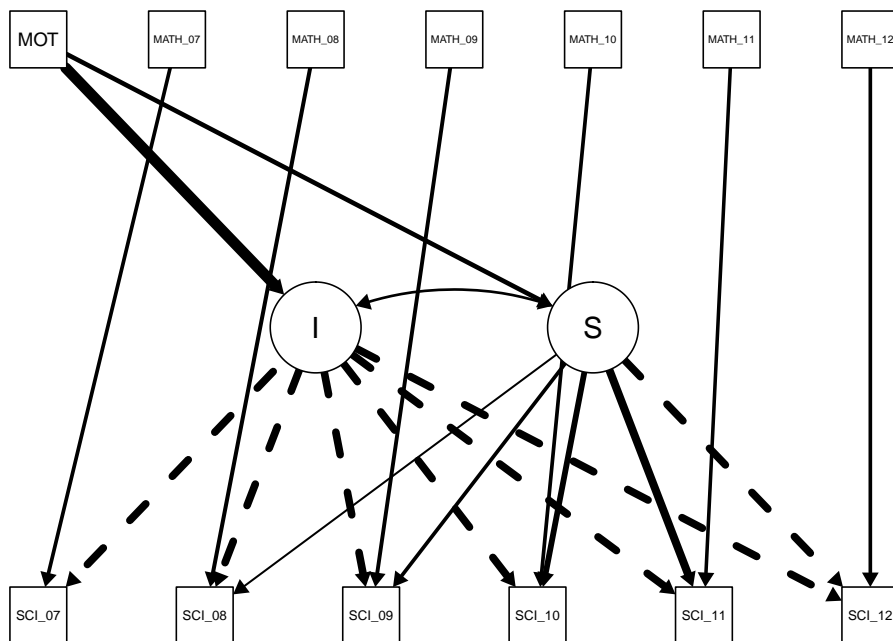 MOT MATH_07 MATH_08 MATH_09 MATH_10 MATH_11 MATH_12
I S
SCI_07 SCI_08 SCI_09 SCI_10 SCI_11 SCI_12